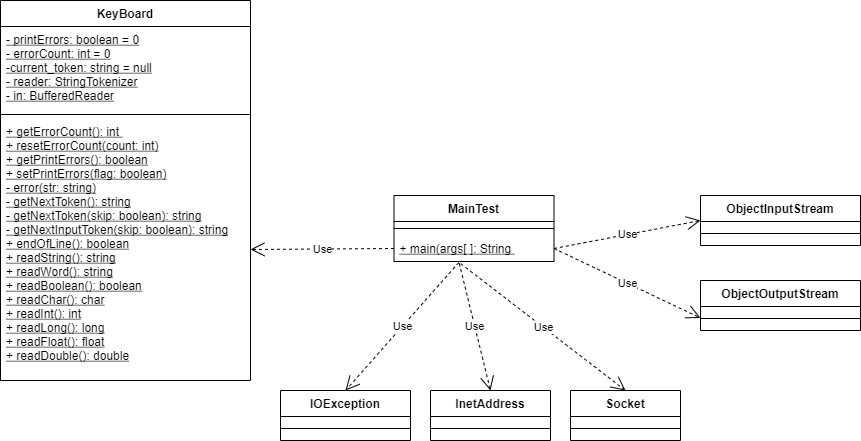 KeyBoard
- printErrors: boolean = 0
- errorCount: int = 0
-current_token: string = null
- reader: StringTokenizer
- in: BufferedReader
+ getErrorCount(): int
+ resetErrorCount(count: int)
+ getPrintErrors(): boolean
+ setPrintErrors(flag: boolean)
- error(str: string)
- getNextToken(): string
- getNextToken(skip: boolean): string
- getNextInputToken(skip: boolean): string
+ endOfLine(): boolean
+ readString(): string
+ readWord(): string
+ readBoolean(): boolean
+ readChar(): char
+ readInt(): int
+ readLong(): long
+ readFloat(): float
+ readDouble(): double
Use
MainTest
+ main(args[ ]: String
Use
Use
ObjectInputStream
ObjectOutputStream
Use
Use
Use
IOException
InetAddress
Socket